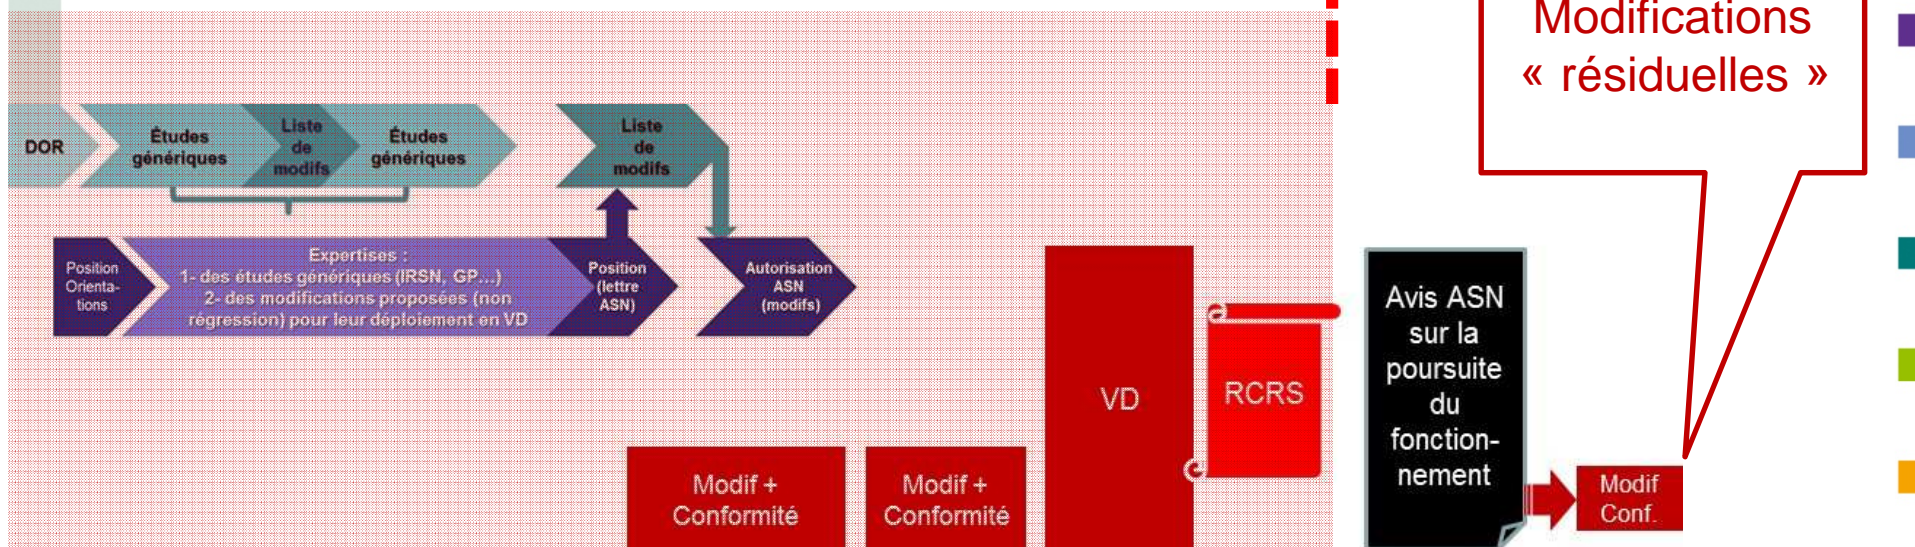 Modifications
« résiduelles »
DOR
Études
génériques
Liste
de
modifs
Études
génériques
Liste
de
modifs
Position
Orienta-
tions
Expertises :
1- des études génériques (IRSN, GP...)
2- des modifications proposées (non
régression) pour leur déploiement en VD
Position
(lettre
ASN)
Autorisation
ASN
(modifs)
VD
RCRS
Avis ASN
sur la
poursuite
du
fonction-
nement
Modif +
Conformité
Modif +
Conformité
Modif
Conf.